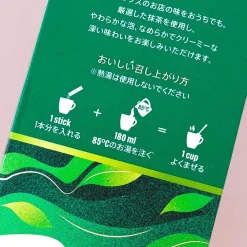 クスのお店の味をおうちでも。
厳選した抹茶を使用し、
やわらかな泡、なめらかでクリーミーな
深い味わいをお楽しみいただけます。
おいしい召し上がり方
※熱湯は使用しないでください
1 stick
1本分を入れる
+
180 ml
85℃のお湯を注ぐ
=
1 cup
よくまぜる